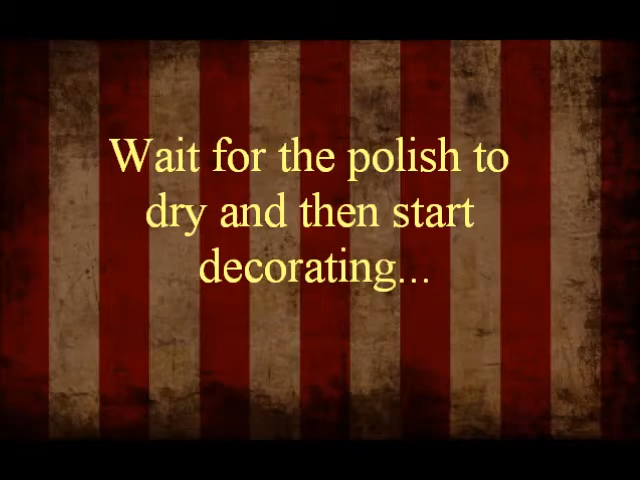 Wait for the polish to
dry and then start
decorating...